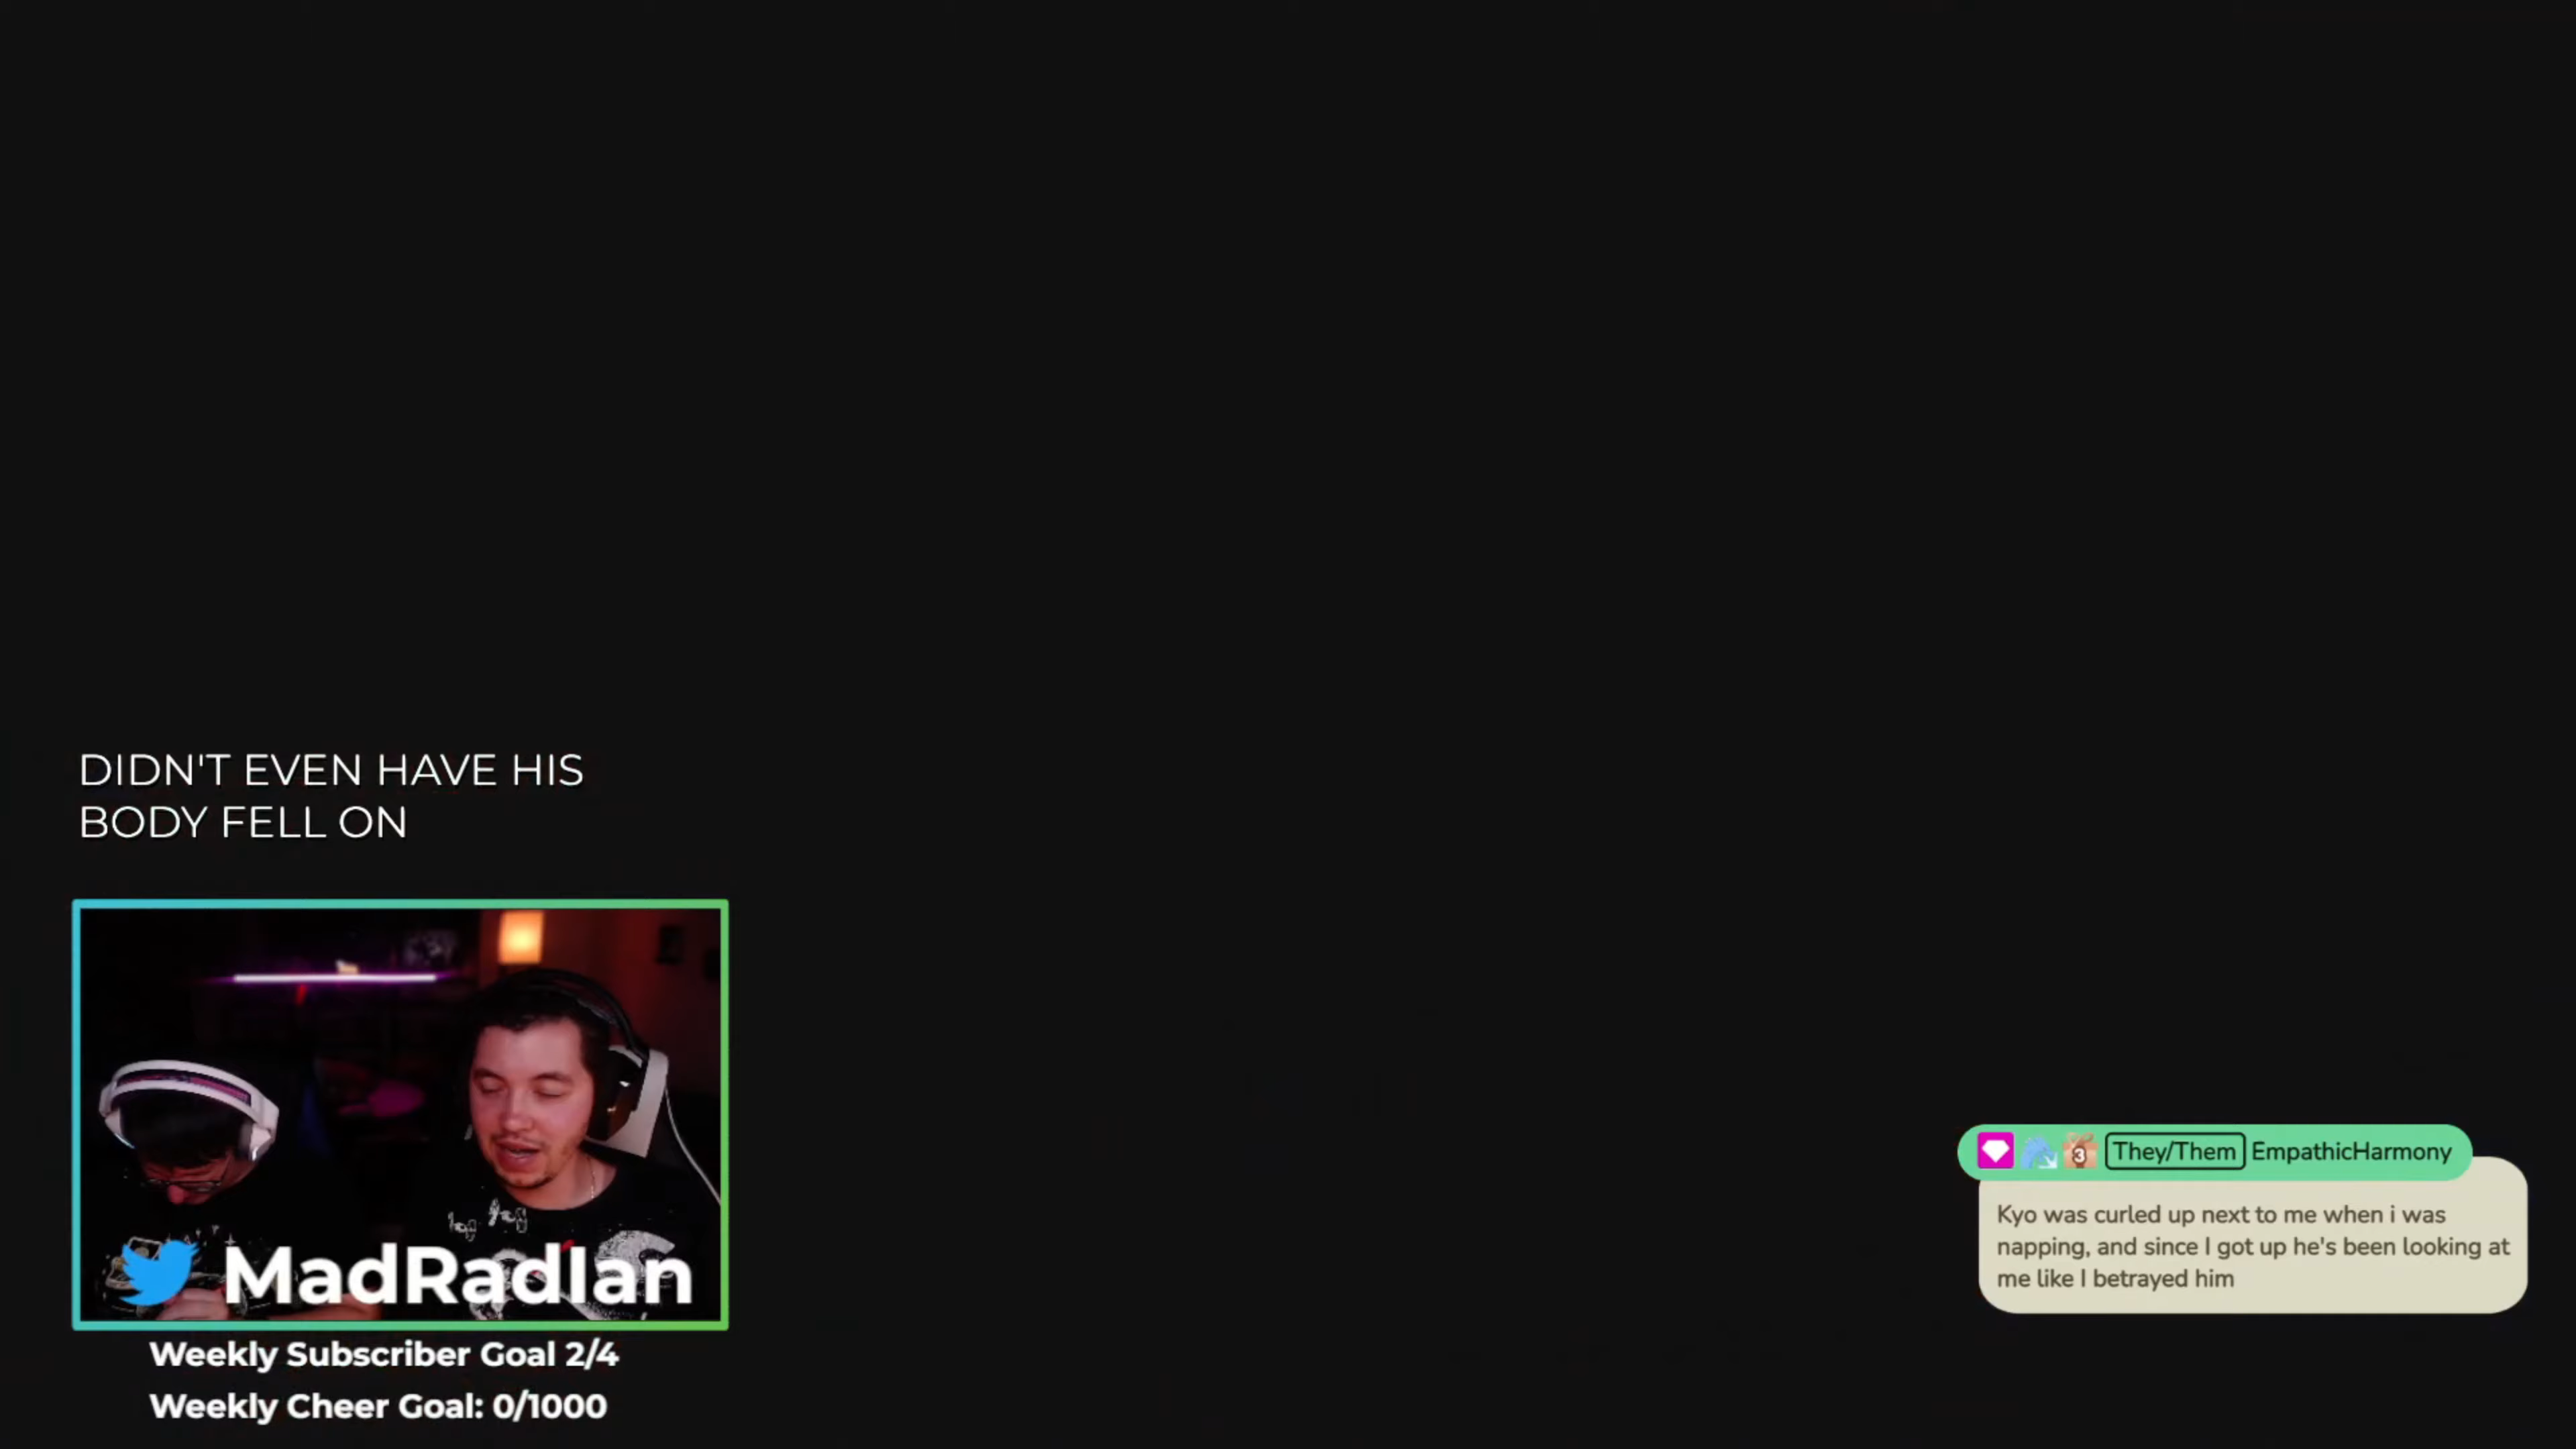 DIDN'T EVEN HAVE HIS
BODY FELL ON
MadRadIan
Weekly Subscriber Goal 2/4
Weekly Cheer Goal: 0/1000
3 They/Them EmpathicHarmony
Kyo was curled up next to me when i was
napping, and since I got up he's been looking at
me like I betrayed him